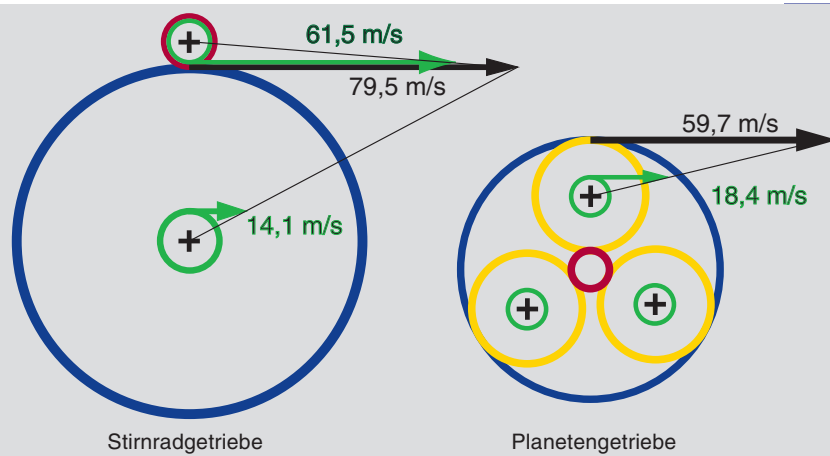 61,5 m/s
79,5 m/s
59,7 m/s
18,4 m/s
14,1 m/s
Stirnradgetriebe
Planetengetriebe